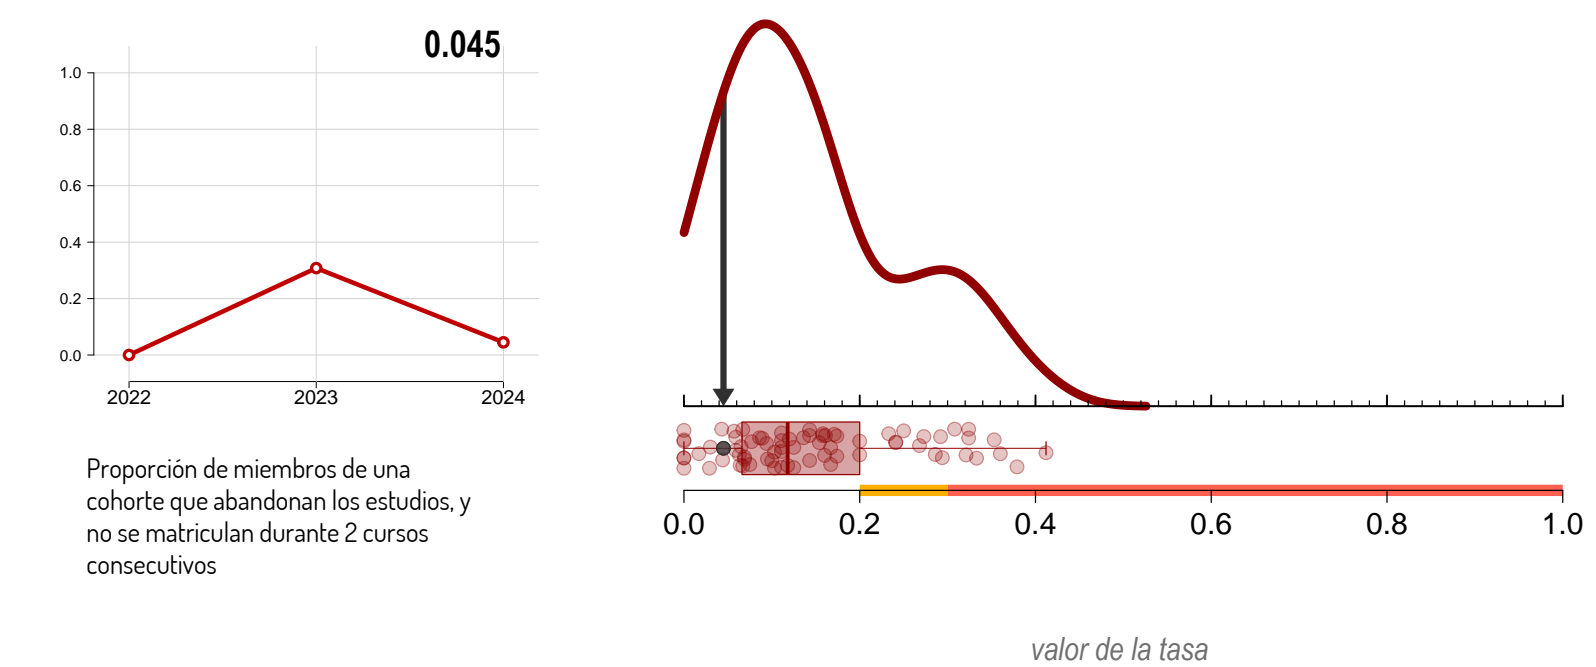 0.045
1.0
0.8
0.6
0.4
0.2
0.0
2022 2023 2024
Proporción de miembros de una
cohorte que abandonan los estudios, y
no se matriculan durante 2 cursos
consecutivos
0.0 0.2 0.4 0.6 0.8 1.0
valor de la tasa